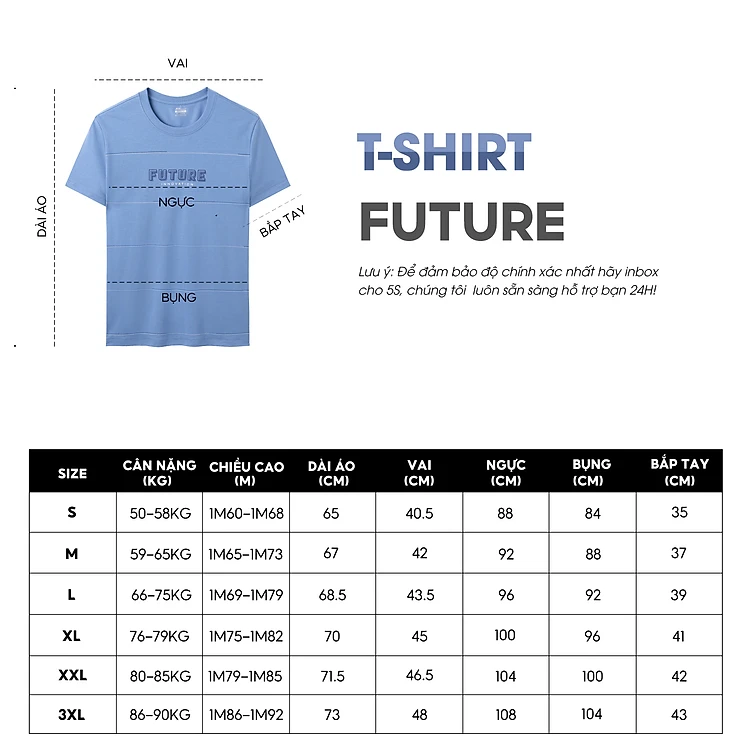 VAI
T-SHIRT
FUTURE
Lưu ý: Để đảm bảo độ chính xác nhất hãy inbox
cho 5S, chúng tôi luôn sẵn sàng hỗ trợ bạn 24H!
DÀI ÁO
FUTURE
INNOVATION
NGỰC
BẮP TAY
BỤNG
SIZE CÂN NẶNG (KG) CHIỀU CAO (M) DÀI ÁO (CM) VAI (CM) NGỰC (CM) BỤNG (CM) BẮP TAY (CM)
S 50-58KG 1M60-1M68 65 40.5 88 84 35
M 59-65KG 1M65-1M73 67 42 92 88 37
L 66-75KG 1M69-1M79 68.5 43.5 96 92 39
XL 76-79KG 1M75-1M82 70 45 100 96 41
XXL 80-85KG 1M79-1M85 71.5 46.5 104 100 42
3XL 86-90KG 1M86-1M92 73 48 108 104 43